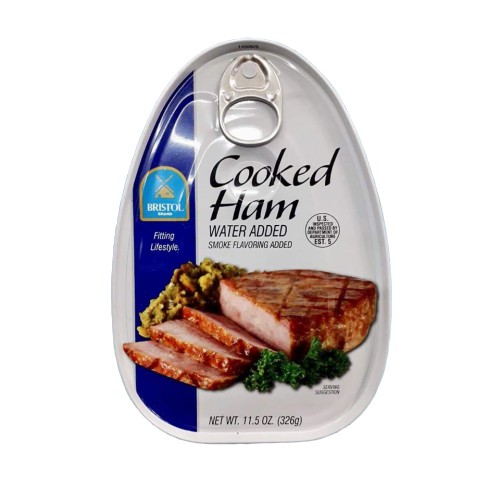 Cooked
Ham
WATER ADDED
SMOKE FLAVORING ADDED
U.S.
INSPECTED
AND PASSED BY
DEPARTMENT OF
AGRICULTURE
EST. 5
BRISTOL
BRAND
Fitting
Lifestyle.
SERVING
SUGGESTION
NET WT. 11.5 OZ. (326g)